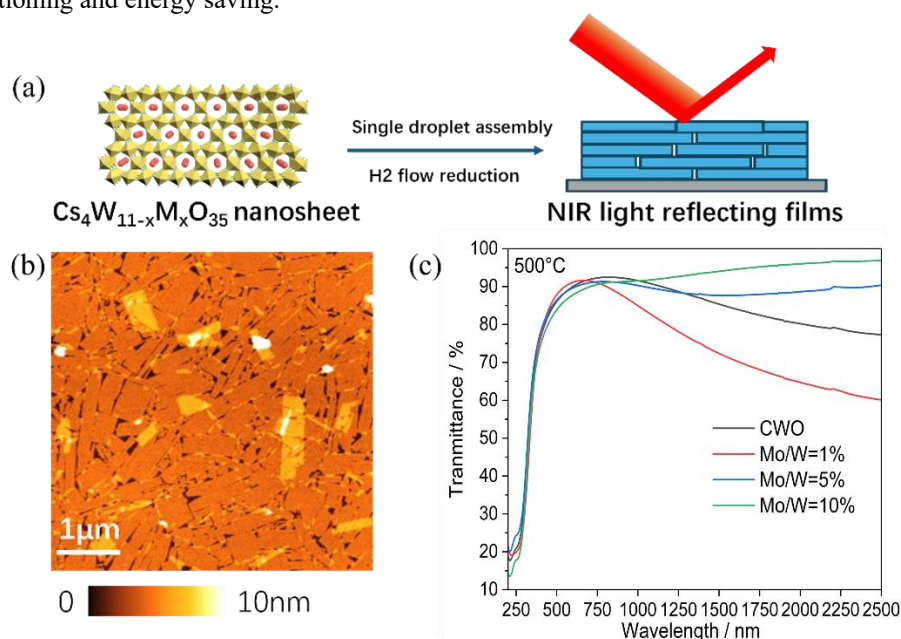 tioning and energy saving.
(a)
Single droplet assembly
H2 flow reduction
Cs₄W₁₁₋ₓMₓO₃₅ nanosheet
NIR light reflecting films
(b)
1μm
0 10nm
(c)
500°C
Tranmittance / %
100
90
80
70
60
50
40
30
20
10
CWO
Mo/W=1%
Mo/W=5%
Mo/W=10%
250 500 750 1000 1250 1500 1750 2000 2250 2500
Wavelength / nm